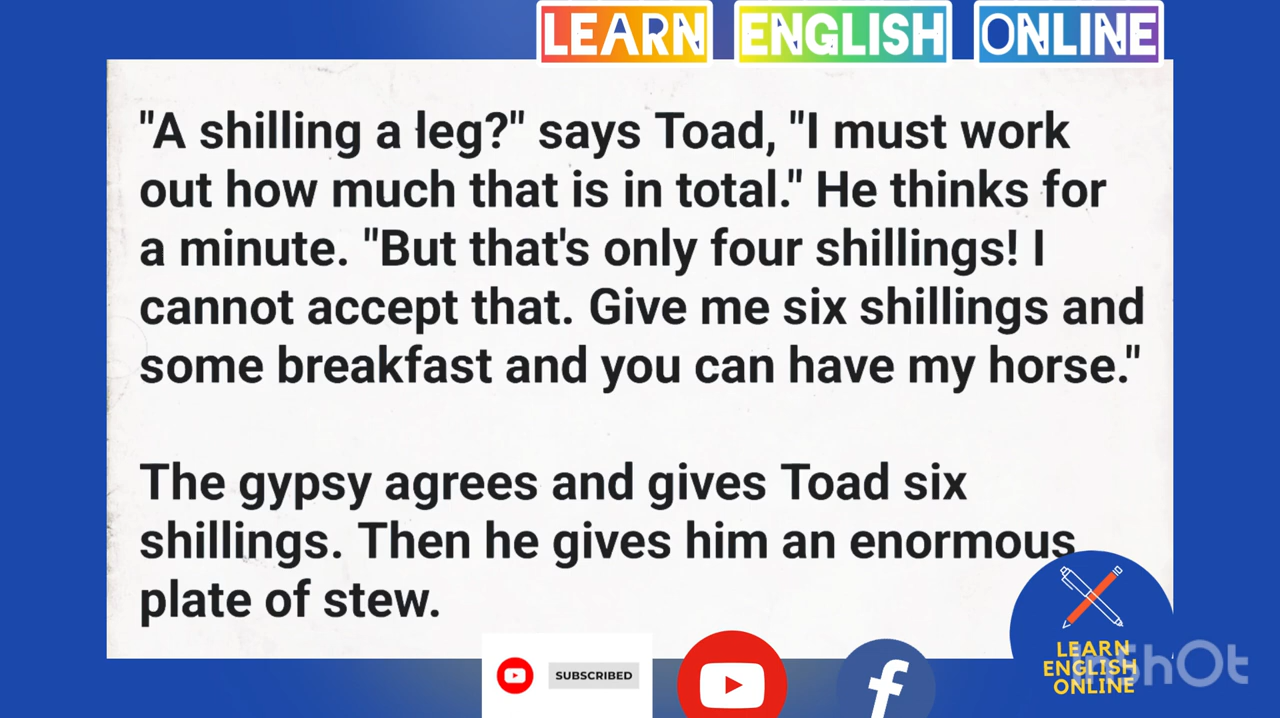 LEARN ENGLISH ONLINE
"A shilling a leg?" says Toad, "I must work
out how much that is in total." He thinks for
a minute. "But that's only four shillings! I
cannot accept that. Give me six shillings and
some breakfast and you can have my horse."
The gypsy agrees and gives Toad six
shillings. Then he gives him an enormous
plate of stew.
SUBSCRIBED
LEARN
ENGLISH
ONLINE